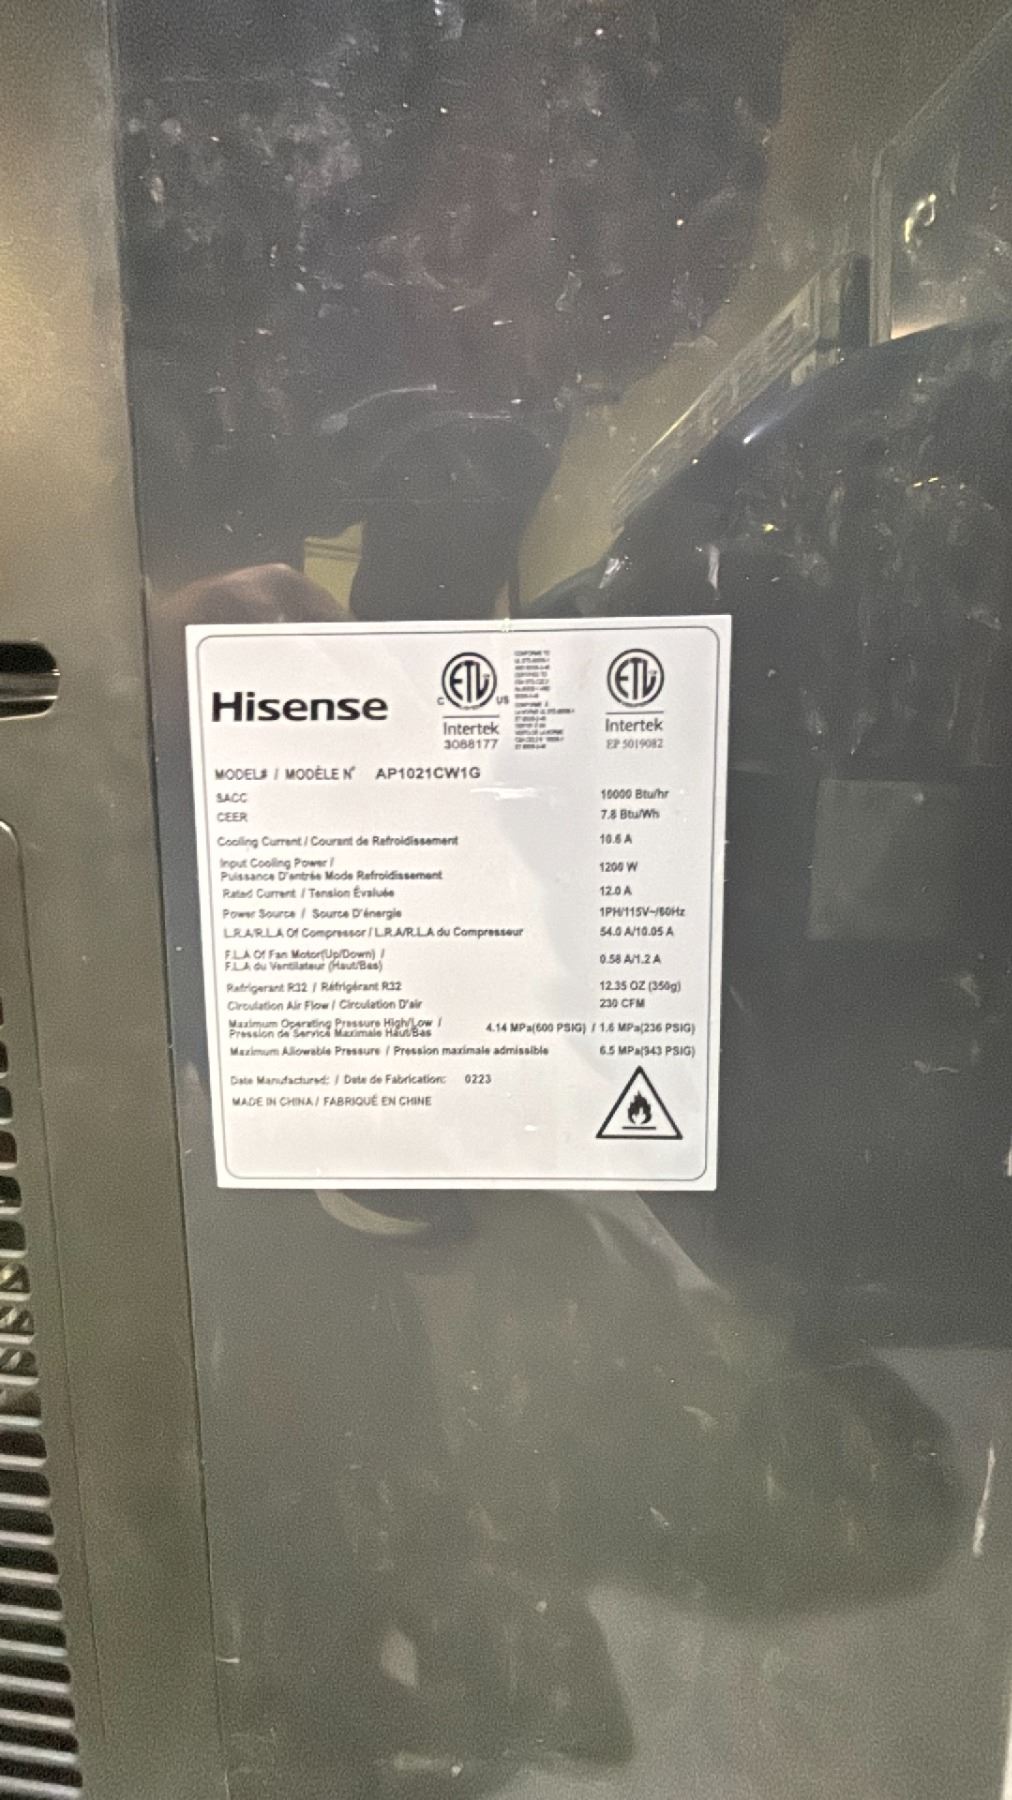 Hisense
ETL
C US
Intertek
3088177
ETL
Intertek
EP 5019082
MODEL# / MODÈLE N° AP1021CW1G
SACC 10000 Btu/hr
CEER 7.8 Btu/Wh
Cooling Current / Courant de Refroidissement 10.6 A
Input Cooling Power /
Puissance D'antrée Mode Refroidissement 1200 W
Rated Current / Tension Évaluée 12.0 A
Power Source / Source D'énergie 1PH/115V~/60Hz
L.R.A/R.L.A Of Compressor / L.R.A/R.L.A du Compresseur 54.0 A/10.05 A
F.L.A Of Fan Motor(Up/Down) /
F.L.A du Ventilateur (Haut/Bas) 0.58 A/1.2 A
Refrigerant R32 / Réfrigérant R32 12.35 OZ (350g)
Circulation Air Flow / Circulation D'air 230 CFM
Maximum Operating Pressure High/Low /
Pression de Service Maximale Haut/Bas 4.14 MPa(600 PSIG) / 1.6 MPa(236 PSIG)
Maximum Allowable Pressure / Pression maximale admissible 6.5 MPa(943 PSIG)
Date Manufactured: / Date de Fabrication: 0223
MADE IN CHINA / FABRIQUÉ EN CHINE